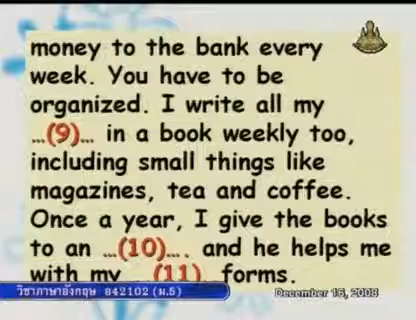 money to the bank every
week. You have to be
organized. I write all my
...(9)... in a book weekly too,
including small things like
magazines, tea and coffee.
Once a year, I give the books
to an ...(10).... and he helps me
with my (11) forms.
วิชาภาษาอังกฤษ อ42102 (ม.5)
December 16, 2008